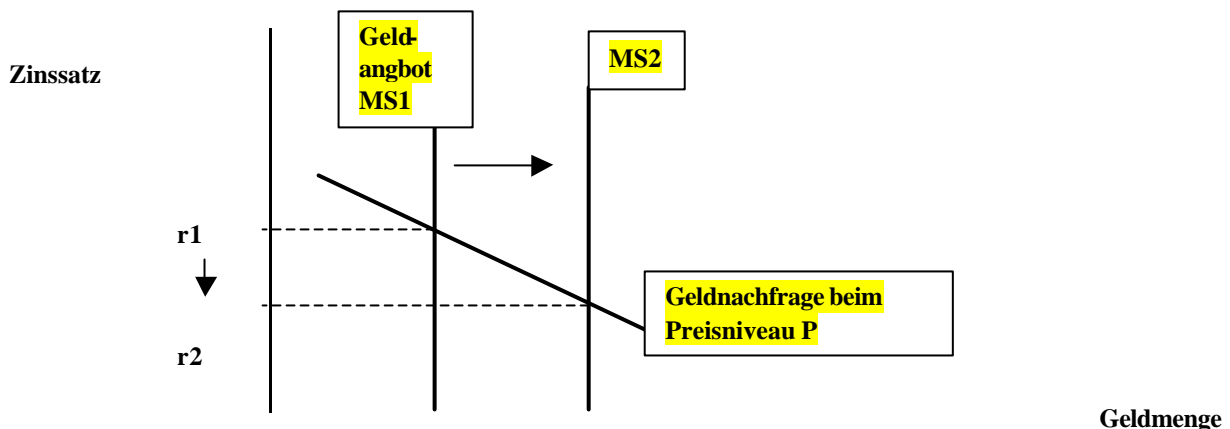 Zinssatz
Geld-
angbot
MS1
MS2
r1
r2
Geldnachfrage beim
Preisniveau P
Geldmenge